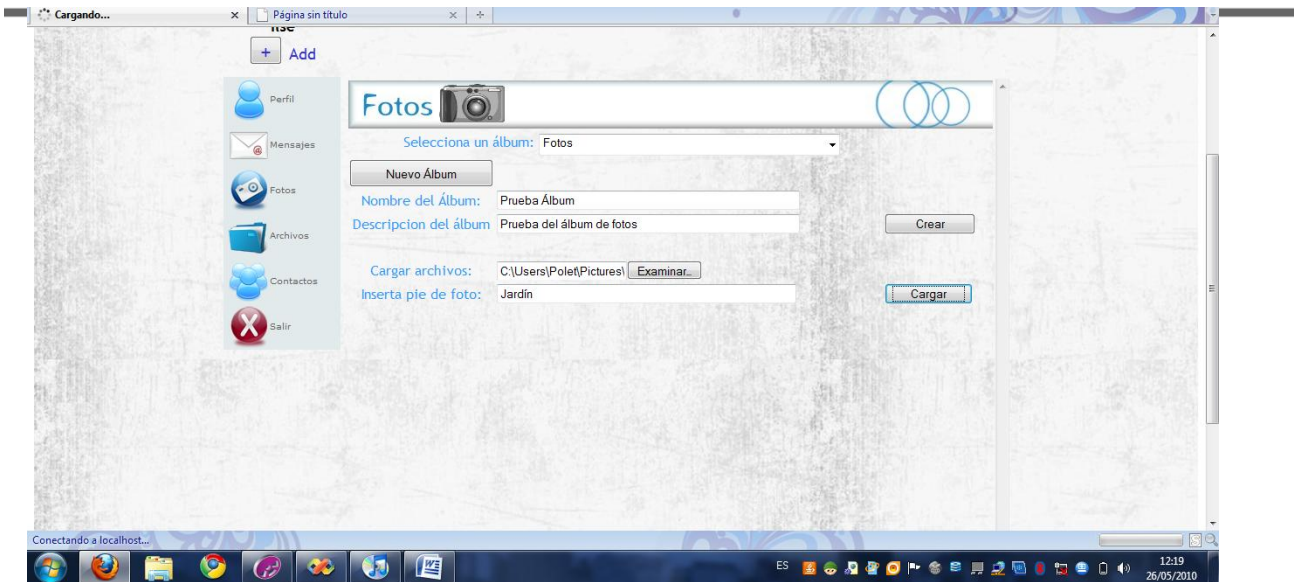 Cargando... x Página sin título x
+ Add
Perfil
Fotos
Mensajes
Selecciona un álbum: Fotos
Nuevo Álbum
Fotos
Nombre del Álbum: Prueba Álbum
Descripcion del álbum Prueba del álbum de fotos Crear
Archivos
Cargar archivos: C:\Users\Polet\Pictures\ Examinar..
Contactos
Inserta pie de foto: Jardín Cargar
Salir
Conectando a localhost...
ES 12:19
26/05/2010